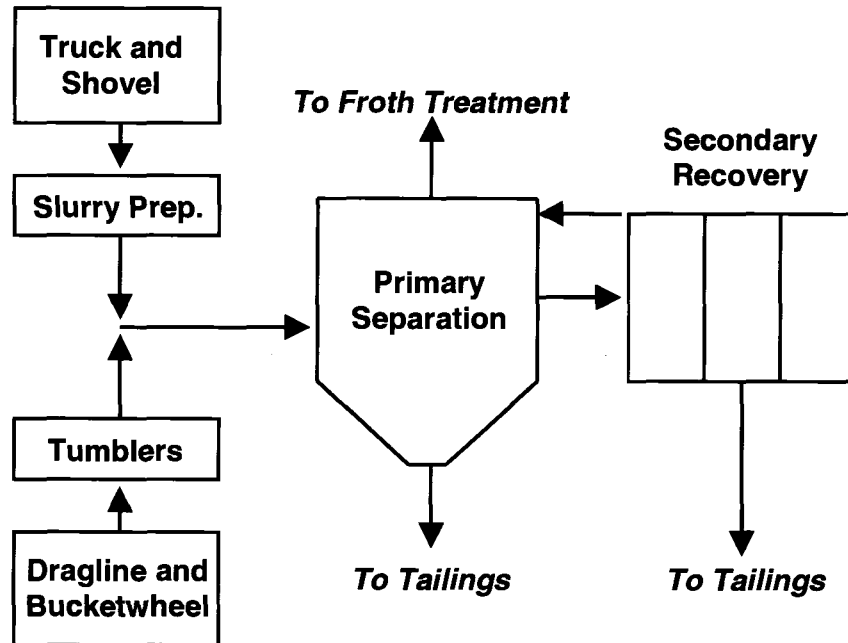 Truck and
Shovel
To Froth Treatment
Secondary
Recovery
Slurry Prep.
Primary
Separation
Tumblers
Dragline and
Bucketwheel
To Tailings
To Tailings